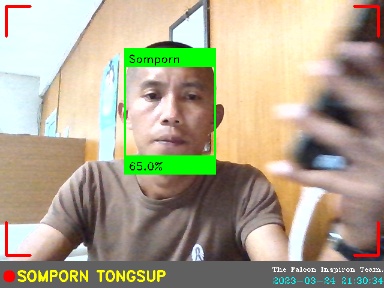 Somporn
65.0%
SOMPORN TONGSUP
The Falcon Inspiron Team.
2023-03-24 21:30:34